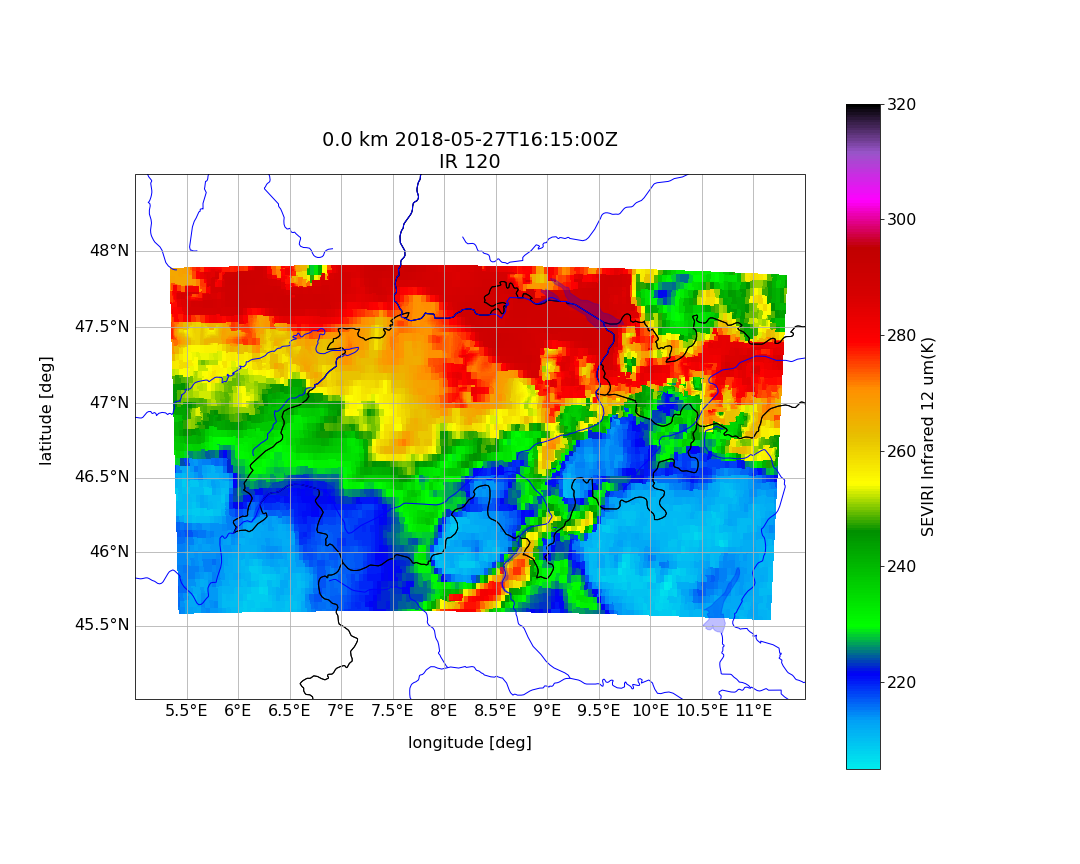 0.0 km 2018-05-27T16:15:00Z
IR 120
320
300
280
260
240
220
SEVIRI Infrared 12 um(K)
48°N
47.5°N
47°N
46.5°N
46°N
45.5°N
latitude [deg]
5.5°E 6°E 6.5°E 7°E 7.5°E 8°E 8.5°E 9°E 9.5°E 10°E 10.5°E 11°E
longitude [deg]